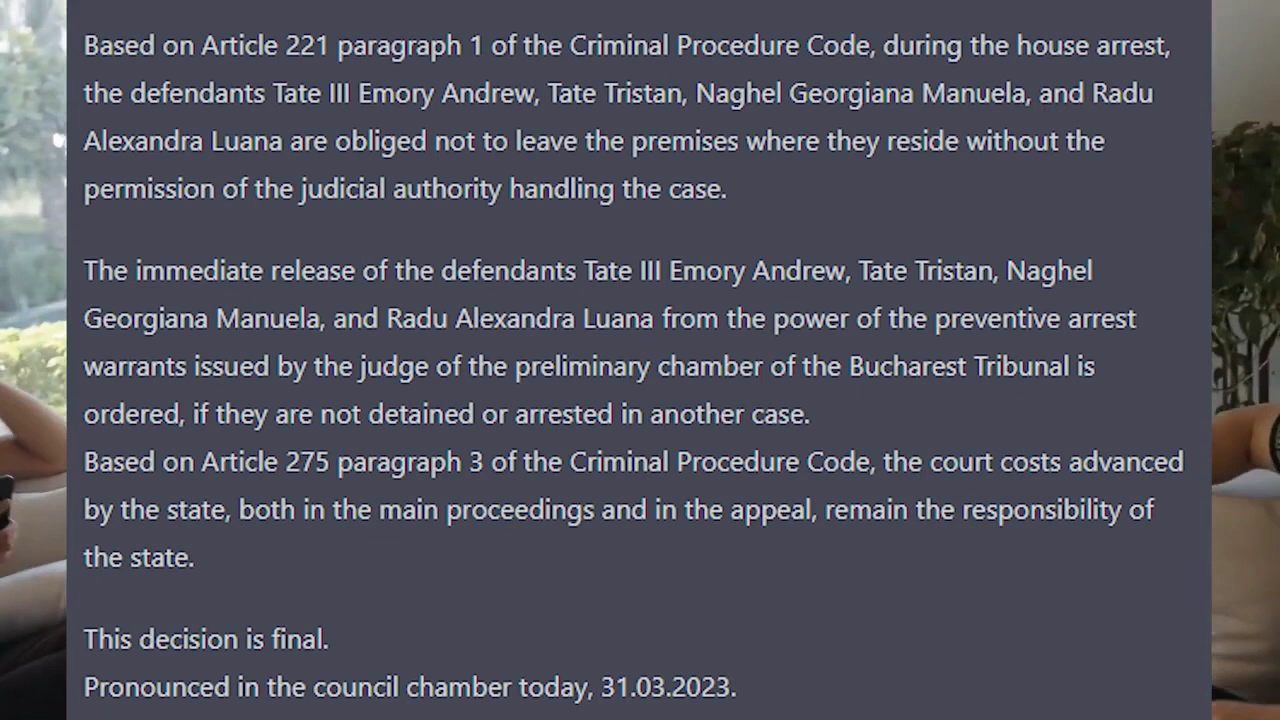 Based on Article 221 paragraph 1 of the Criminal Procedure Code, during the house arrest,
the defendants Tate III Emory Andrew, Tate Tristan, Naghel Georgiana Manuela, and Radu
Alexandra Luana are obliged not to leave the premises where they reside without the
permission of the judicial authority handling the case.
The immediate release of the defendants Tate III Emory Andrew, Tate Tristan, Naghel
Georgiana Manuela, and Radu Alexandra Luana from the power of the preventive arrest
warrants issued by the judge of the preliminary chamber of the Bucharest Tribunal is
ordered, if they are not detained or arrested in another case.
Based on Article 275 paragraph 3 of the Criminal Procedure Code, the court costs advanced
by the state, both in the main proceedings and in the appeal, remain the responsibility of
the state.
This decision is final.
Pronounced in the council chamber today, 31.03.2023.